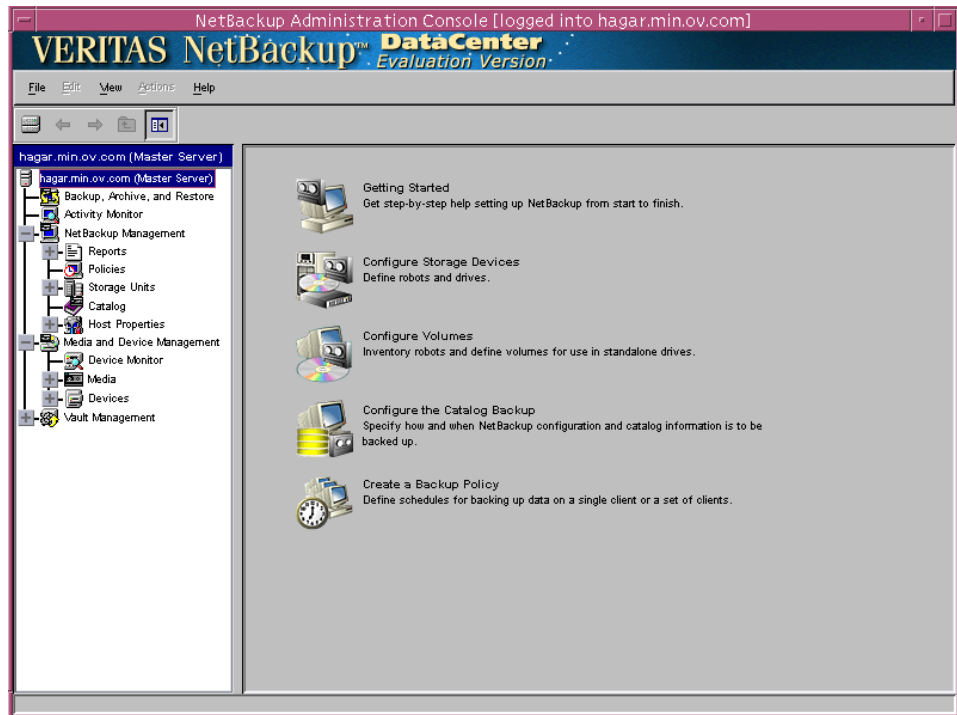 NetBackup Administration Console [logged into hagar.min.ov.com]
VERITAS NetBackup™ DataCenter
Evaluation Version
File Edit View Actions Help
hagar.min.ov.com (Master Server)
hagar.min.ov.com (Master Server)
Backup, Archive, and Restore
Activity Monitor
NetBackup Management
Reports
Policies
Storage Units
Catalog
Host Properties
Media and Device Management
Device Monitor
Media
Devices
Vault Management
Getting Started
Get step-by-step help setting up NetBackup from start to finish.
Configure Storage Devices
Define robots and drives.
Configure Volumes
Inventory robots and define volumes for use in standalone drives.
Configure the Catalog Backup
Specify how and when NetBackup configuration and catalog information is to be
backed up.
Create a Backup Policy
Define schedules for backing up data on a single client or a set of clients.